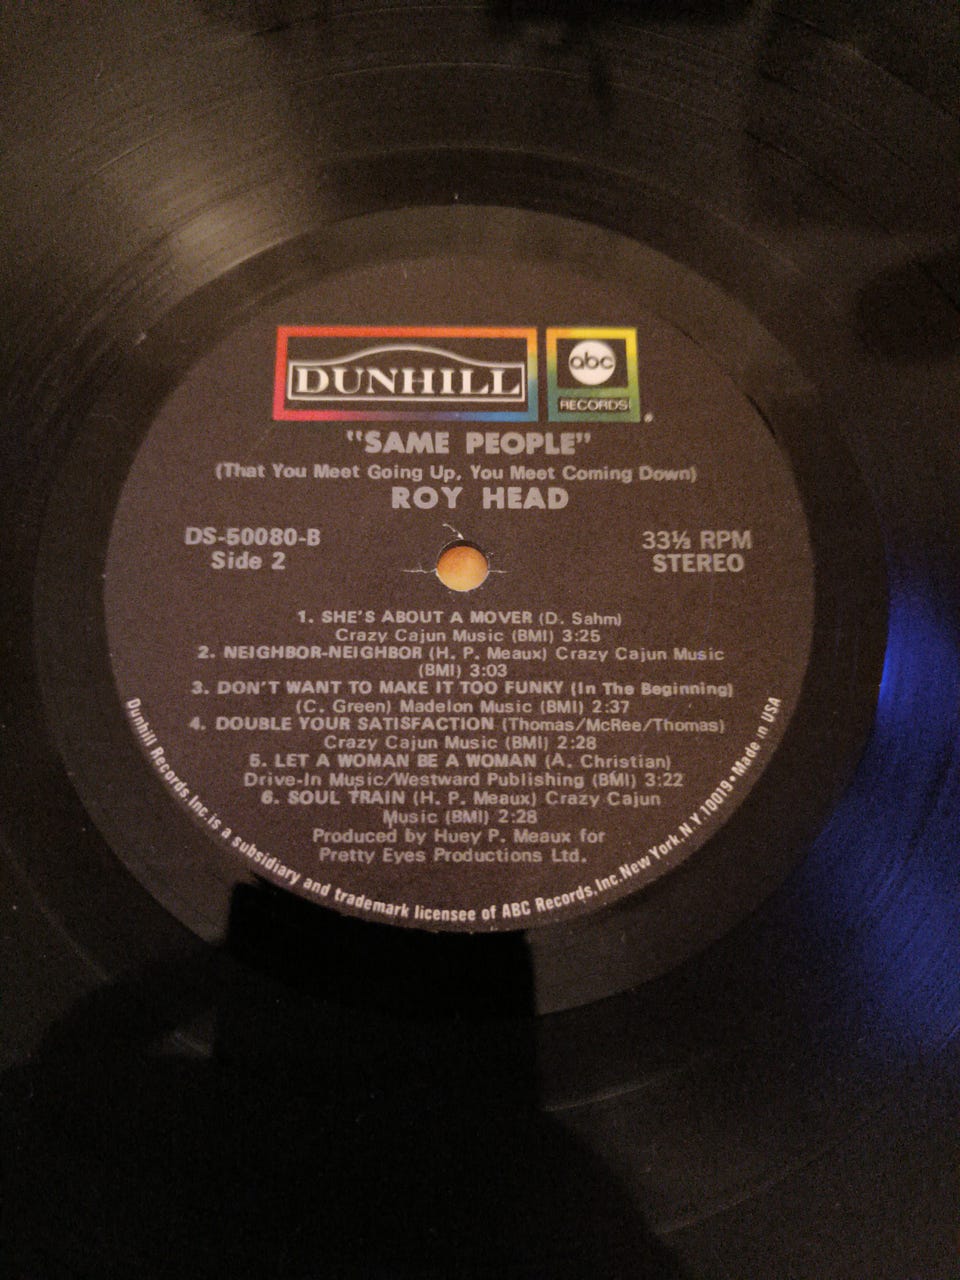 DUNHILL
abc
RECORDS
®
"SAME PEOPLE"
(That You Meet Going Up, You Meet Coming Down)
ROY HEAD
DS-50080-B
Side 2
33⅓ RPM
STEREO
1. SHE'S ABOUT A MOVER (D. Sahm)
Crazy Cajun Music (BMI) 3:25
2. NEIGHBOR-NEIGHBOR (H. P. Meaux) Crazy Cajun Music
(BMI) 3:03
3. DON'T WANT TO MAKE IT TOO FUNKY (In The Beginning)
(C. Green) Madelon Music (BMI) 2:37
4. DOUBLE YOUR SATISFACTION (Thomas/McRee/Thomas)
Crazy Cajun Music (BMI) 2:28
5. LET A WOMAN BE A WOMAN (A. Christian)
Drive-In Music/Westward Publishing (BMI) 3:22
6. SOUL TRAIN (H. P. Meaux) Crazy Cajun
Music (BMI) 2:28
Produced by Huey P. Meaux for
Pretty Eyes Productions Ltd.
Dunhill Records, Inc. is a subsidiary and trademark licensee of ABC Records, Inc. New York, N.Y. 10019 • Made in USA